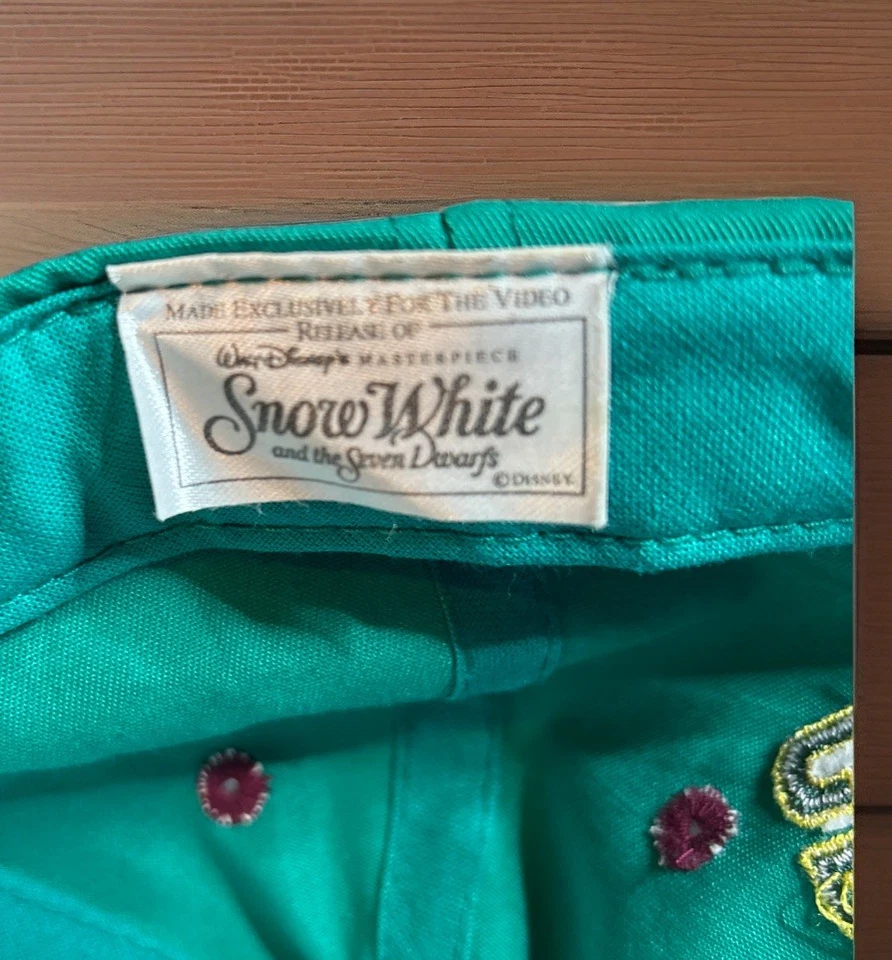 MADE EXCLUSIVELY FOR THE VIDEO
RELEASE OF
Walt Disney's MASTERPIECE
Snow White
and the Seven Dwarfs
© DISNEY.